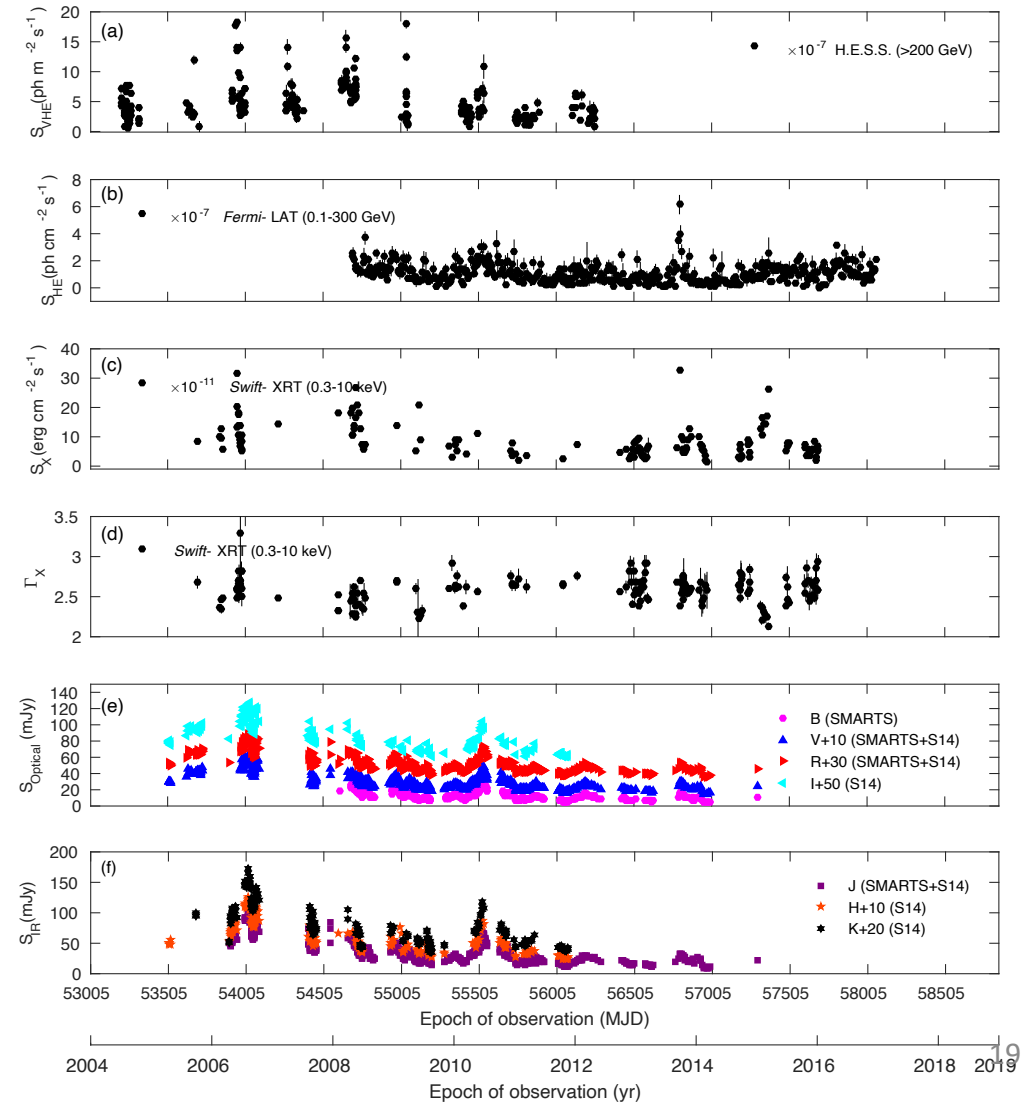 20
15
10
5
0
S_VHE(ph m ⁻² s⁻¹)
(a)
×10⁻⁷ H.E.S.S. (>200 GeV)
8
6
4
2
0
S_HE(ph cm ⁻² s⁻¹)
(b)
×10⁻⁷ Fermi- LAT (0.1-300 GeV)
40
30
20
10
0
S_X(erg cm ⁻² s⁻¹)
(c)
×10⁻¹¹ Swift- XRT (0.3-10 keV)
3.5
3
2.5
2
Γ_X
(d)
Swift- XRT (0.3-10 keV)
140
120
100
80
60
40
20
0
S_Optical (mJy)
(e)
B (SMARTS)
V+10 (SMARTS+S14)
R+30 (SMARTS+S14)
I+50 (S14)
200
150
100
50
0
S_IR(mJy)
(f)
J (SMARTS+S14)
H+10 (S14)
K+20 (S14)
53005 53505 54005 54505 55005 55505 56005 56505 57005 57505 58005 58505
Epoch of observation (MJD)
2004 2006 2008 2010 2012 2014 2016 2018 2019
Epoch of observation (yr)
19